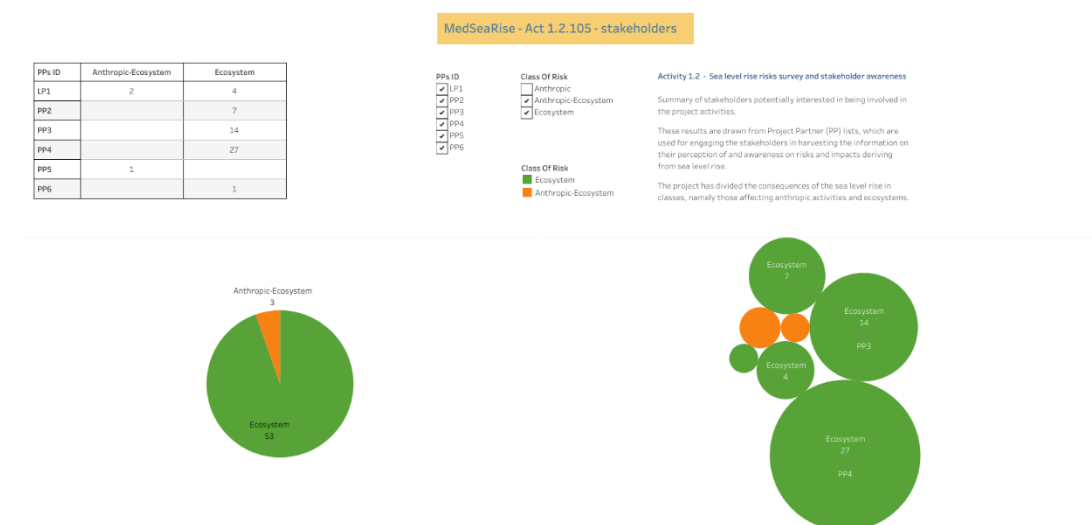 MedSeaRise - Act 1.2.105 - stakeholders
PPs ID Anthropic-Ecosystem Ecosystem
LP1 2 4
PP2 7
PP3 14
PP4 27
PP5 1
PP6 1
PPs ID
LP1
PP2
PP3
PP4
PP5
PP6
Class Of Risk
Anthropic
Anthropic-Ecosystem
Ecosystem
Class Of Risk
Ecosystem
Anthropic-Ecosystem
Activity 1.2 - Sea level rise risks survey and stakeholder awareness
Summary of stakeholders potentially interested in being involved in
the project activities.
These results are drawn from Project Partner (PP) lists, which are
used for engaging the stakeholders in harvesting the information on
their perception of and awareness on risks and impacts deriving
from sea level rise.
The project has divided the consequences of the sea level rise in
classes, namely those affecting anthropic activities and ecosystems.
Anthropic-Ecosystem
3
Ecosystem
53
Ecosystem
7
Ecosystem
14
PP3
Ecosystem
4
Ecosystem
27
PP4